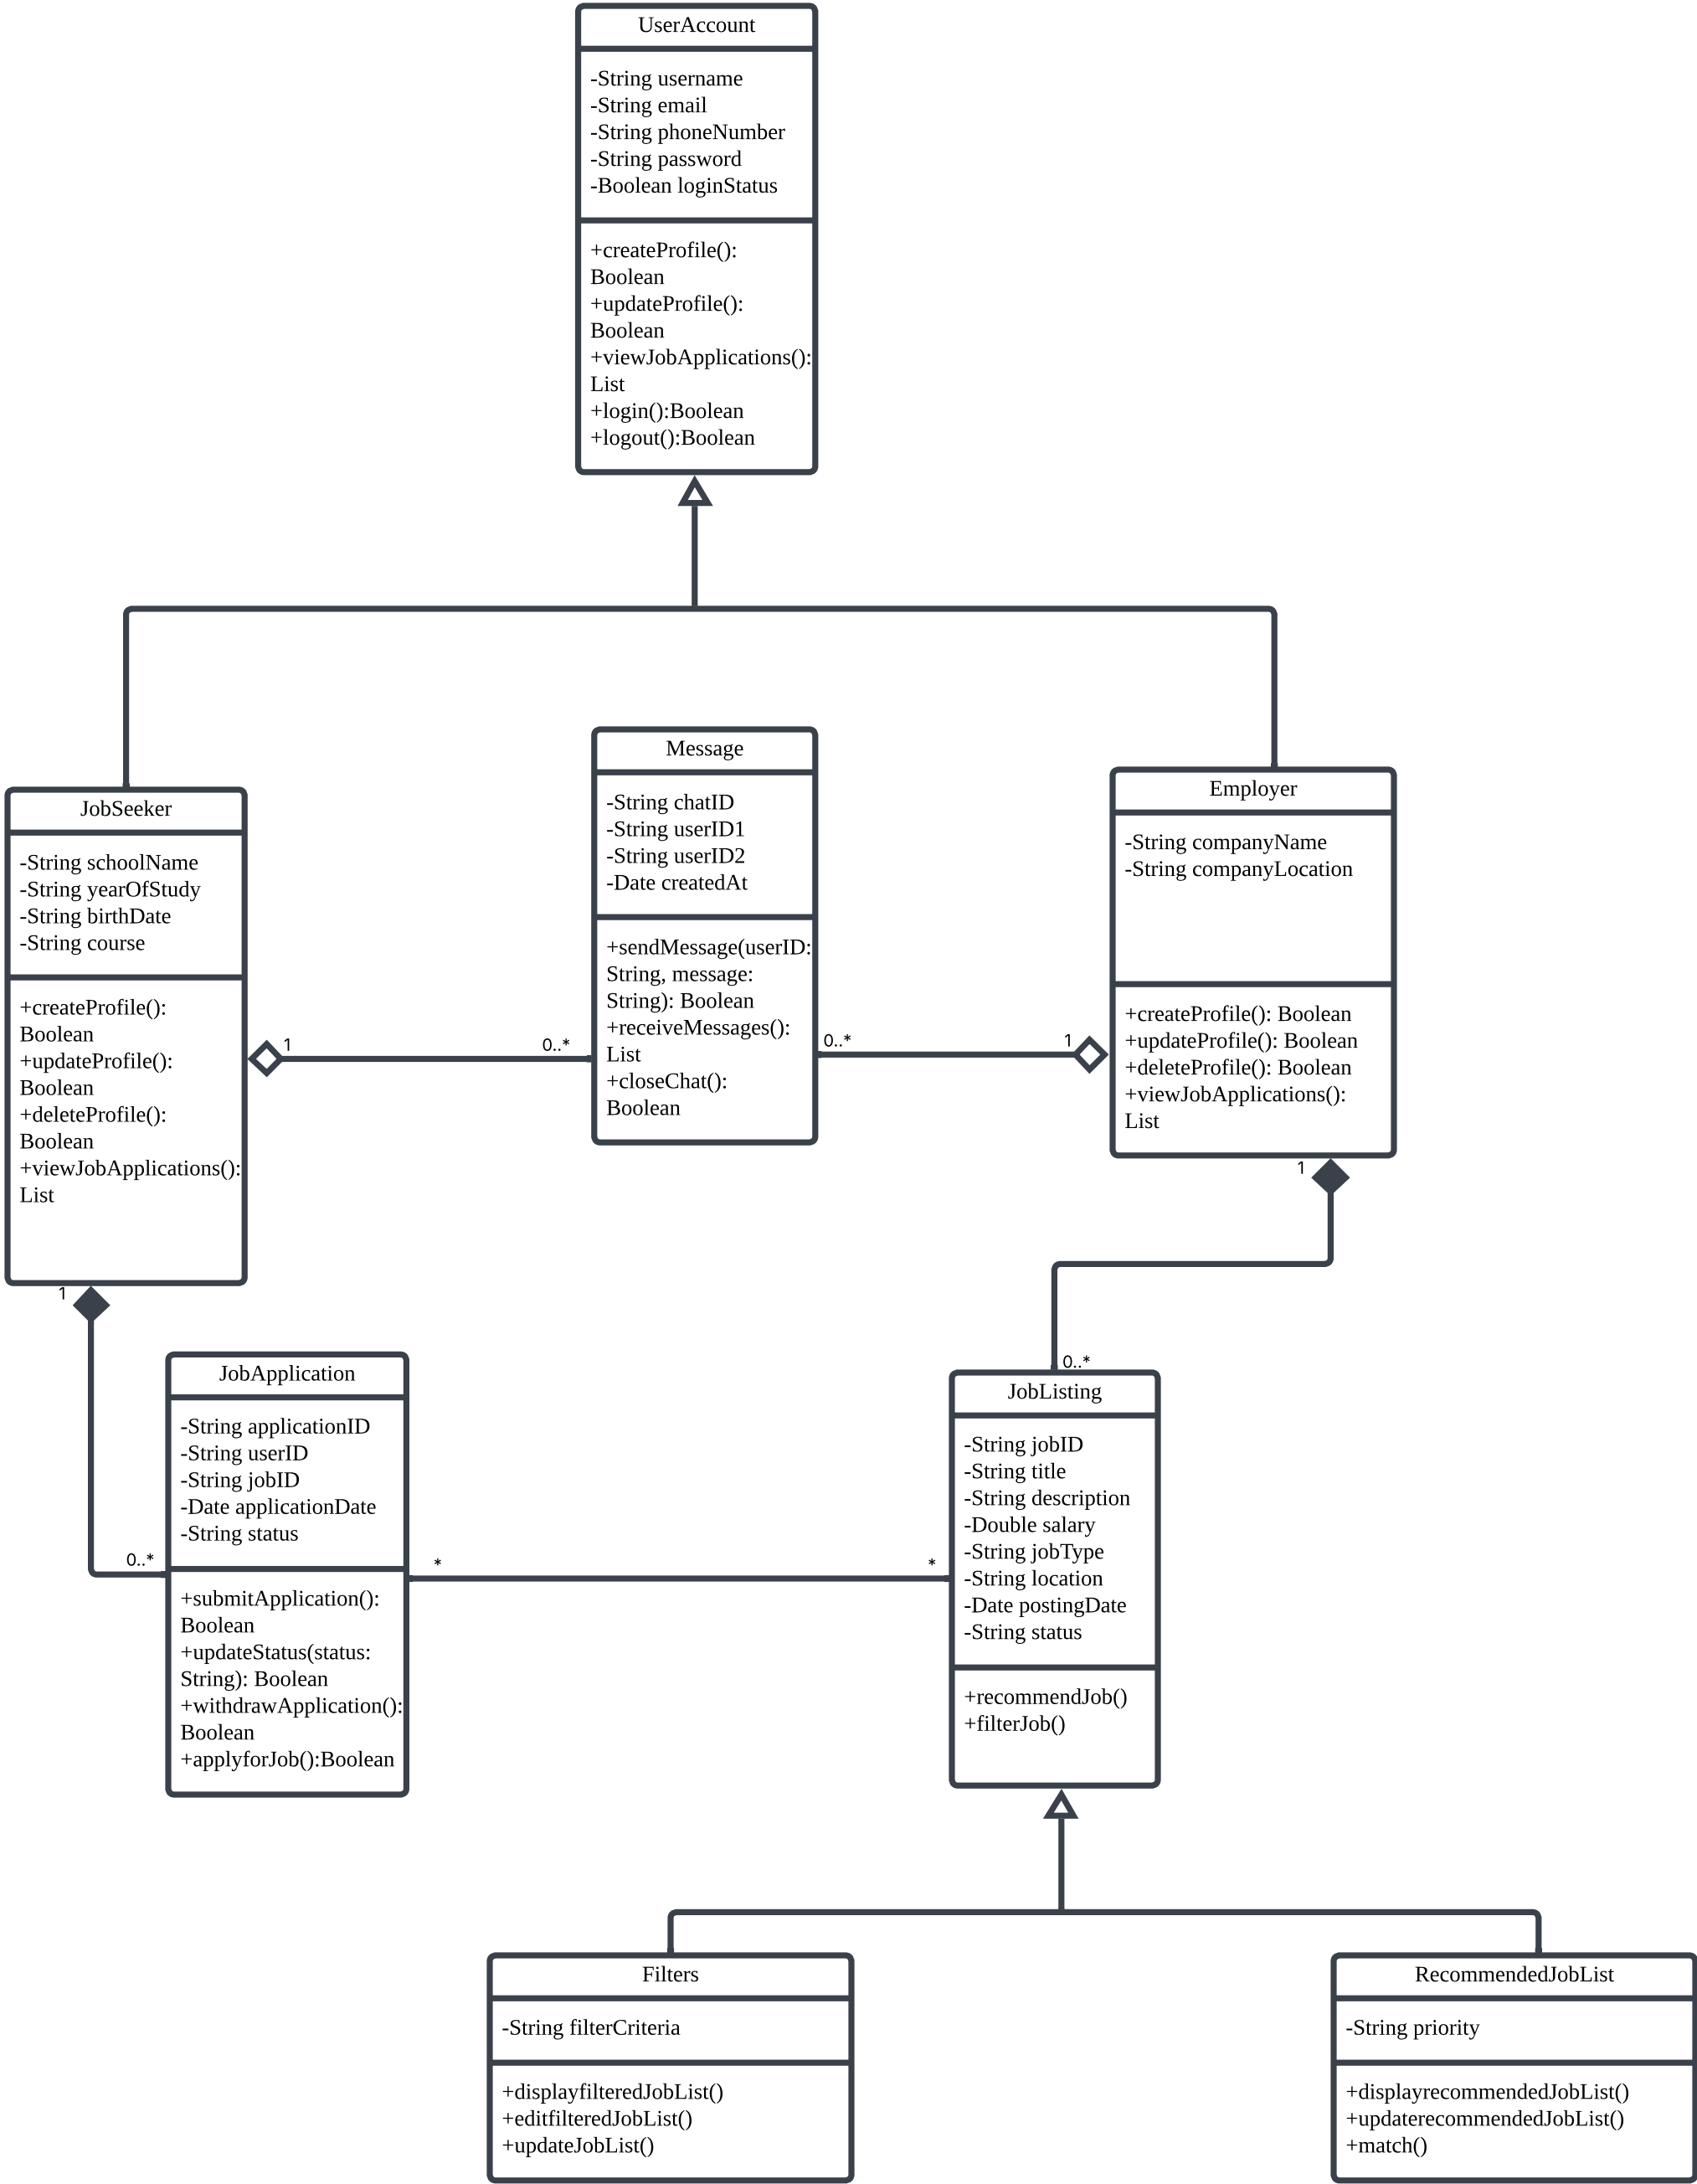 UserAccount
-String username
-String email
-String phoneNumber
-String password
-Boolean loginStatus
+createProfile():
Boolean
+updateProfile():
Boolean
+viewJobApplications():
List
+login():Boolean
+logout():Boolean
JobSeeker
-String schoolName
-String yearOfStudy
-String birthDate
-String course
+createProfile():
Boolean
+updateProfile():
Boolean
+deleteProfile():
Boolean
+viewJobApplications():
List
1
0..*
Message
-String chatID
-String userID1
-String userID2
-Date createdAt
+sendMessage(userID:
String, message:
String): Boolean
+receiveMessages():
List
+closeChat():
Boolean
0..*
1
Employer
-String companyName
-String companyLocation
+createProfile(): Boolean
+updateProfile(): Boolean
+deleteProfile(): Boolean
+viewJobApplications():
List
1
0..*
1
0..*
JobApplication
-String applicationID
-String userID
-String jobID
-Date applicationDate
-String status
+submitApplication():
Boolean
+updateStatus(status:
String): Boolean
+withdrawApplication():
Boolean
+applyforJob():Boolean
*
*
JobListing
-String jobID
-String title
-String description
-Double salary
-String jobType
-String location
-Date postingDate
-String status
+recommendJob()
+filterJob()
Filters
-String filterCriteria
+displayfilteredJobList()
+editfilteredJobList()
+updateJobList()
RecommendedJobList
-String priority
+displayrecommendedJobList()
+updaterecommendedJobList()
+match()